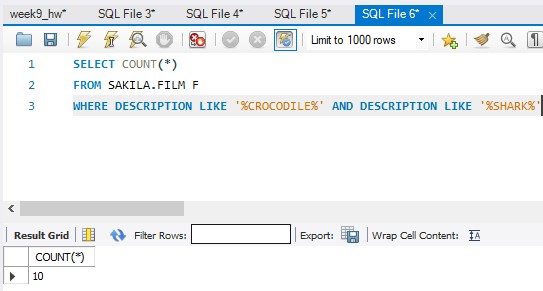 week9_hw* SQL File 3* SQL File 4* SQL File 5* SQL File 6* ×
Limit to 1000 rows
1 SELECT COUNT(*)
2 FROM SAKILA.FILM F
3 WHERE DESCRIPTION LIKE '%CROCODILE%' AND DESCRIPTION LIKE '%SHARK%'
Result Grid Filter Rows: Export: Wrap Cell Content: IA
COUNT(*)
10